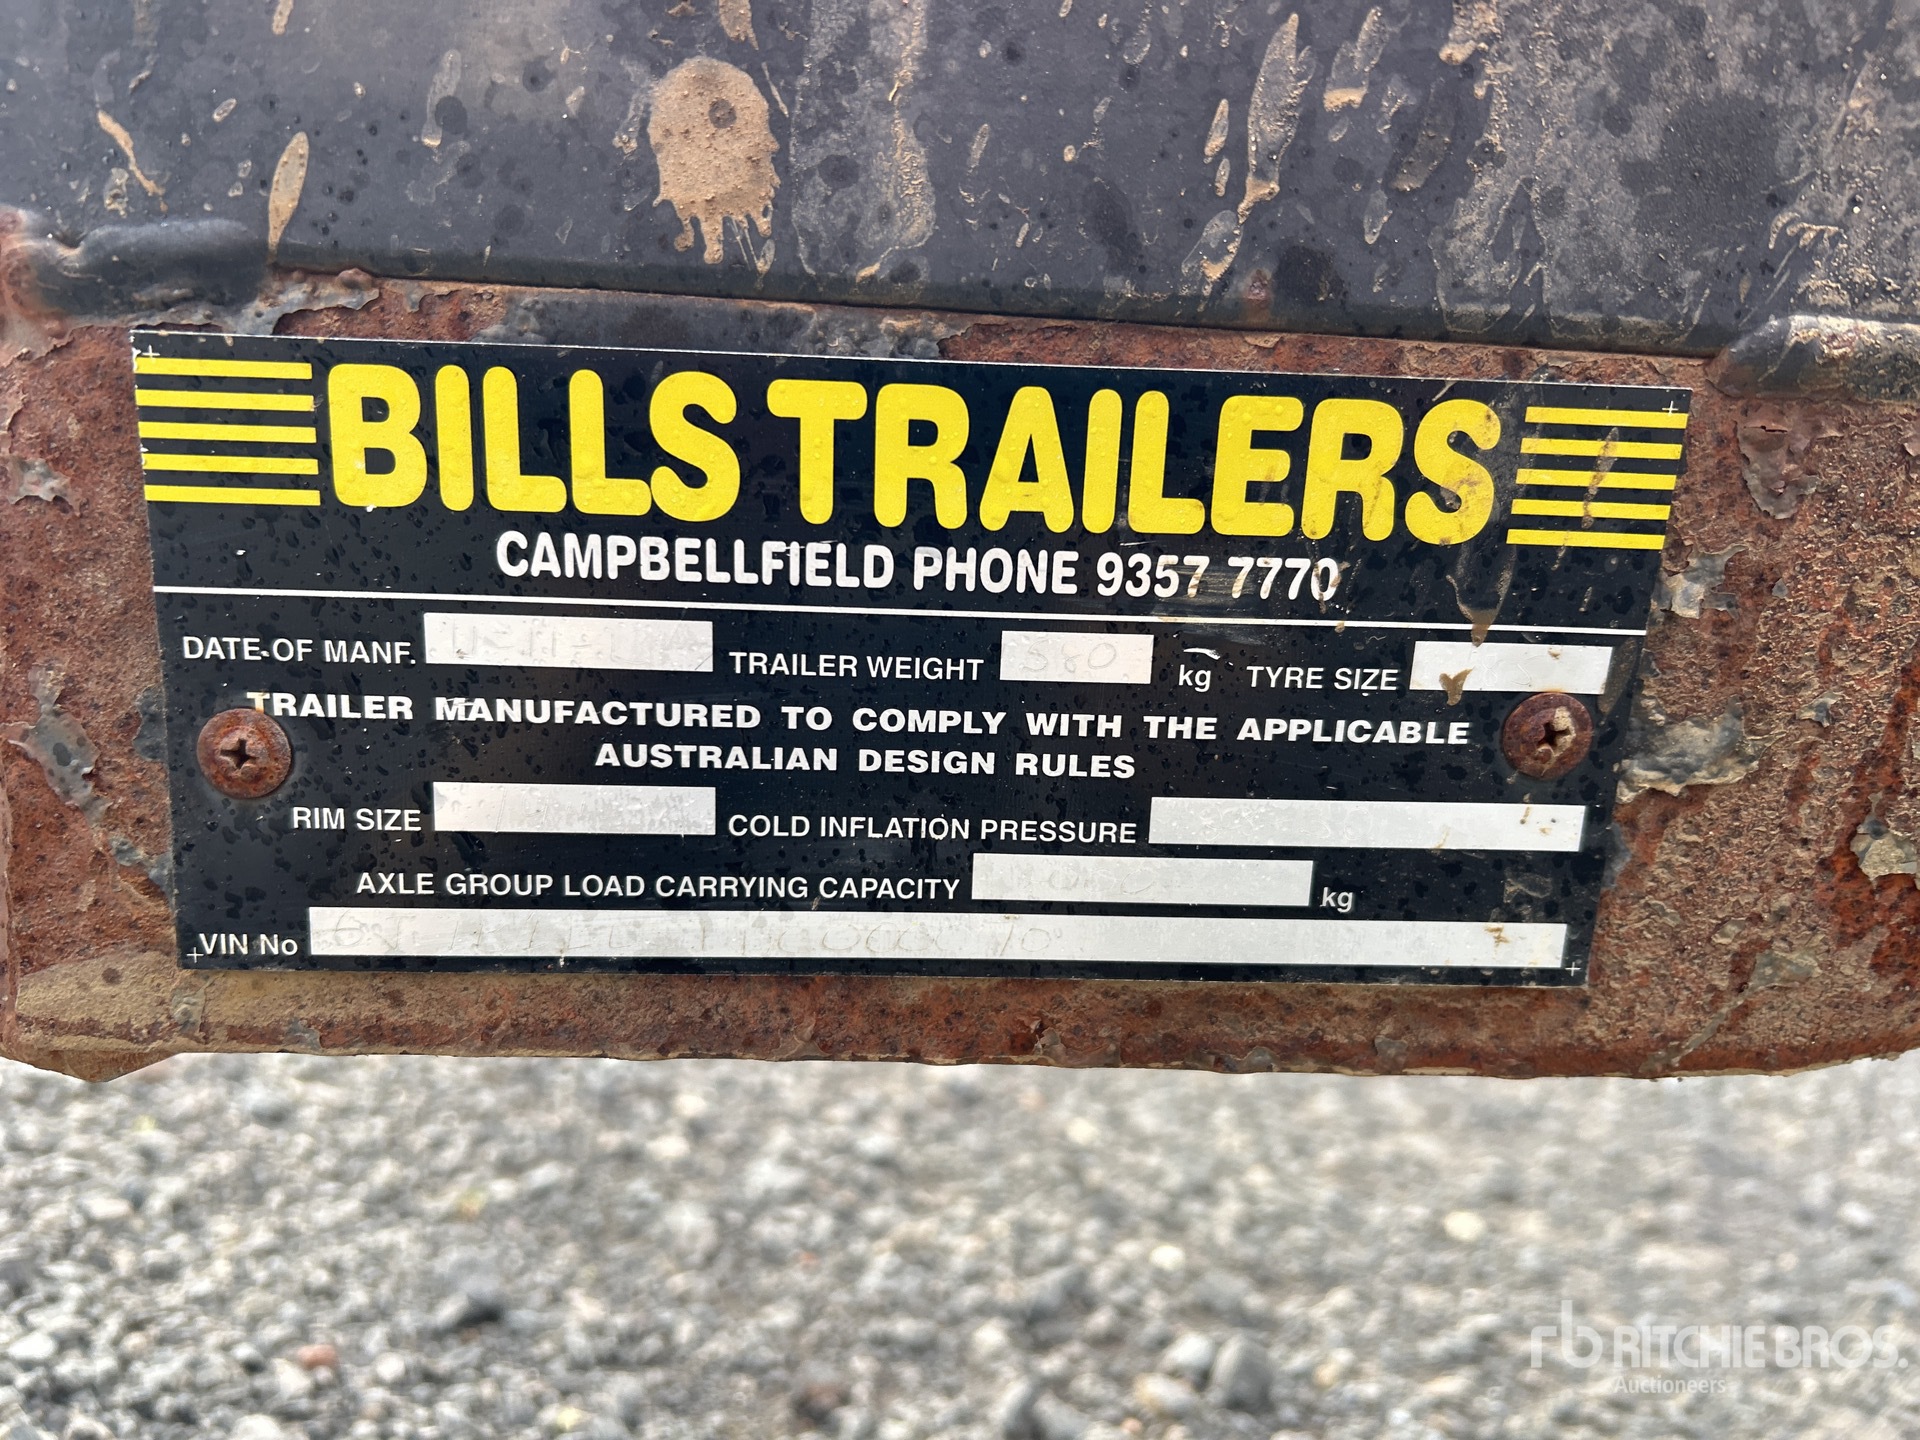 BILLS TRAILERS
CAMPBELLFIELD PHONE 9357 7770
DATE OF MANF. TRAILER WEIGHT 580 kg TYRE SIZE
TRAILER MANUFACTURED TO COMPLY WITH THE APPLICABLE
AUSTRALIAN DESIGN RULES
RIM SIZE COLD INFLATION PRESSURE
AXLE GROUP LOAD CARRYING CAPACITY kg
VIN No
rb RITCHIE BROS.
Auctioneers